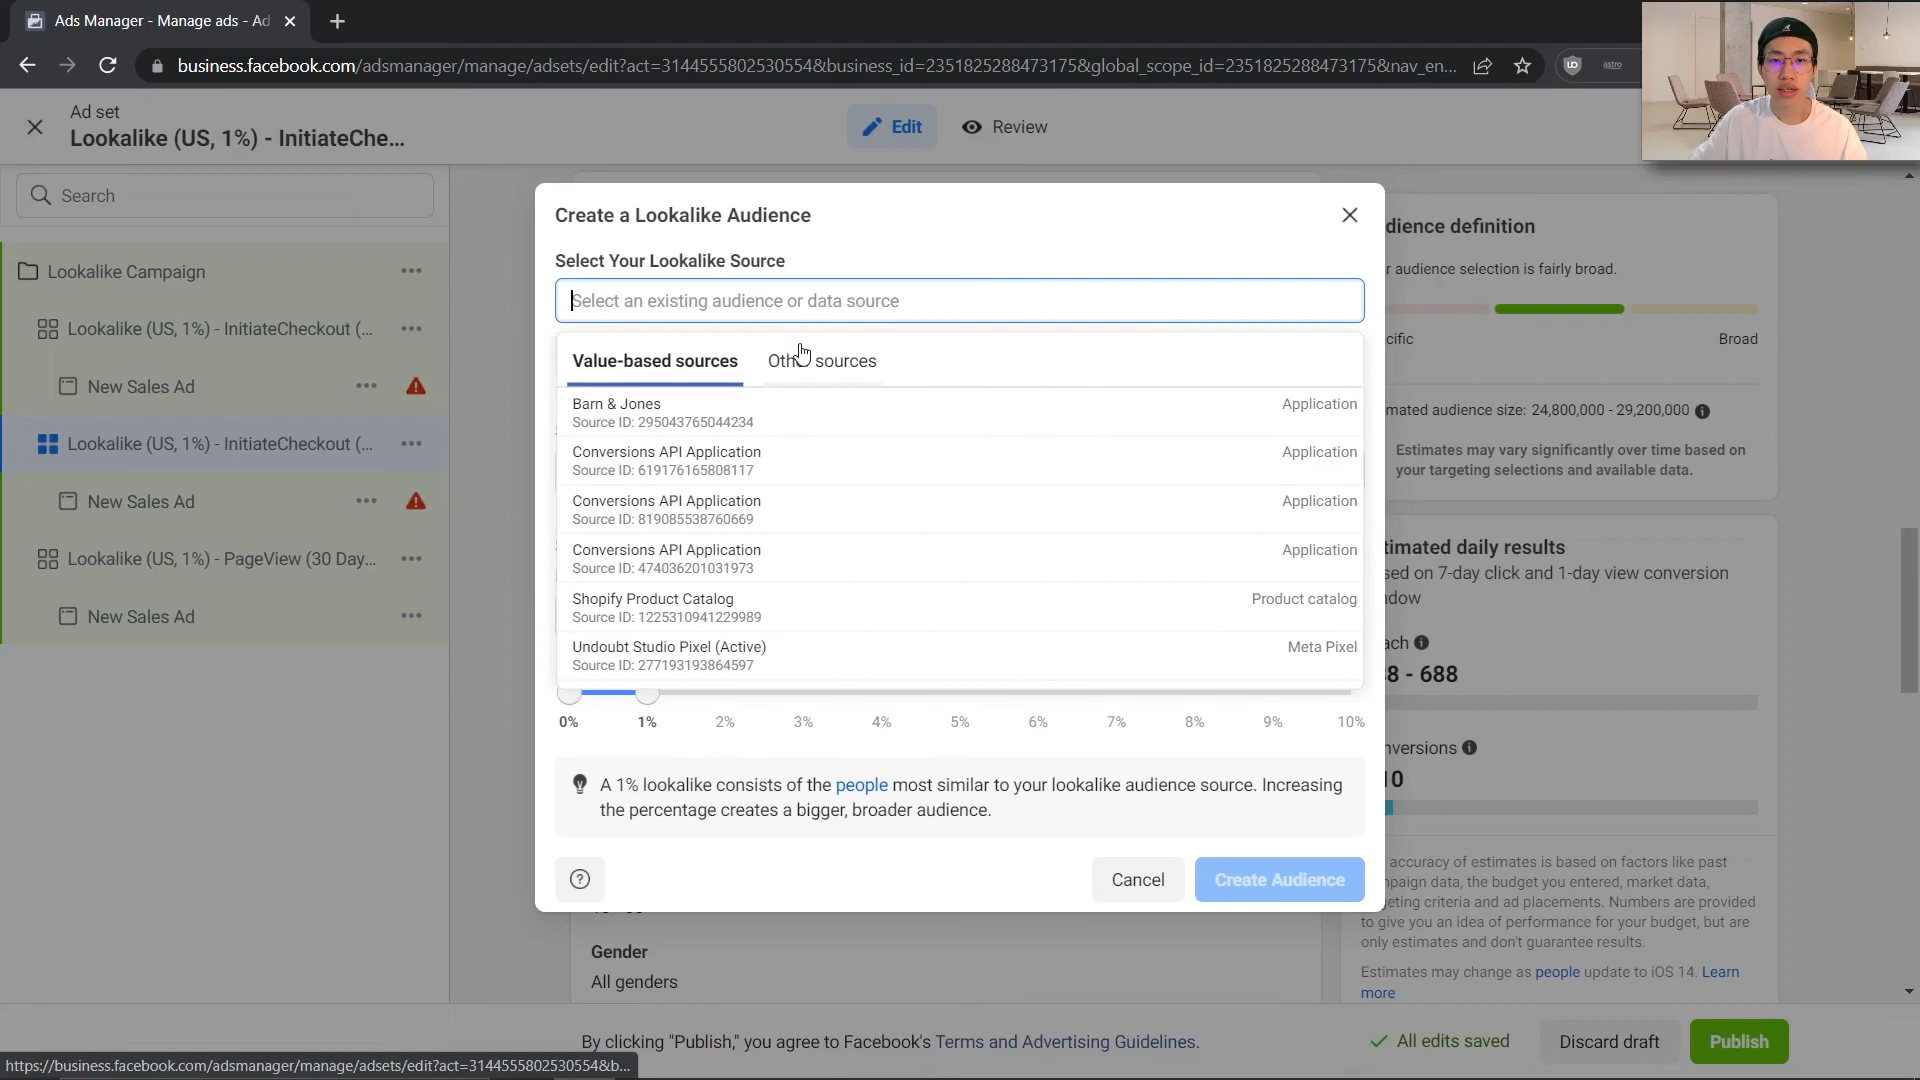 Ads Manager - Manage ads - Ad
business.facebook.com/adsmanager/manage/adsets/edit?act=3144555802530554&business_id=2351825288473175&global_scope_id=2351825288473175&nav_en...
astro
Ad set
Lookalike (US, 1%) - InitiateChe...
Edit
Review
Search
Lookalike Campaign
Lookalike (US, 1%) - InitiateCheckout (...
New Sales Ad
Lookalike (US, 1%) - InitiateCheckout (...
New Sales Ad
Lookalike (US, 1%) - PageView (30 Day...
New Sales Ad
Create a Lookalike Audience
Select Your Lookalike Source
Select an existing audience or data source
Value-based sources
sources
Barn & Jones
Application
Source ID: 295043765044234
Conversions API Application
Application
Source ID: 619176165808117
Conversions API Application
Application
Source ID: 819085538760669
Conversions API Application
Application
Source ID: 474036201031973
Shopify Product Catalog
Product catalog
Source ID: 1225310941229989
Undoubt Studio Pixel (Active)
Meta Pixel
Source ID: 277193193864597
0% 1% 2% 3% 4% 5% 6% 7% 8% 9% 10%
A 1% lookalike consists of the people most similar to your lookalike audience source. Increasing
the percentage creates a bigger, broader audience.
Cancel
Create Audience
Gender
All genders
dience definition
r audience selection is fairly broad.
cific
Broad
mated audience size: 24,800,000 - 29,200,000
Estimates may vary significantly over time based on
your targeting selections and available data.
timated daily results
sed on 7-day click and 1-day view conversion
dow
ach
8 - 688
nversions
10
accuracy of estimates is based on factors like past
paign data, the budget you entered, market data,
eting criteria and ad placements. Numbers are provided
to give you an idea of performance for your budget, but are
only estimates and don't guarantee results.
Estimates may change as people update to iOS 14. Learn
more
By clicking "Publish," you agree to Facebook's Terms and Advertising Guidelines.
All edits saved
Discard draft
Publish
https://business.facebook.com/adsmanager/manage/adsets/edit?act=3144555802530554&b...